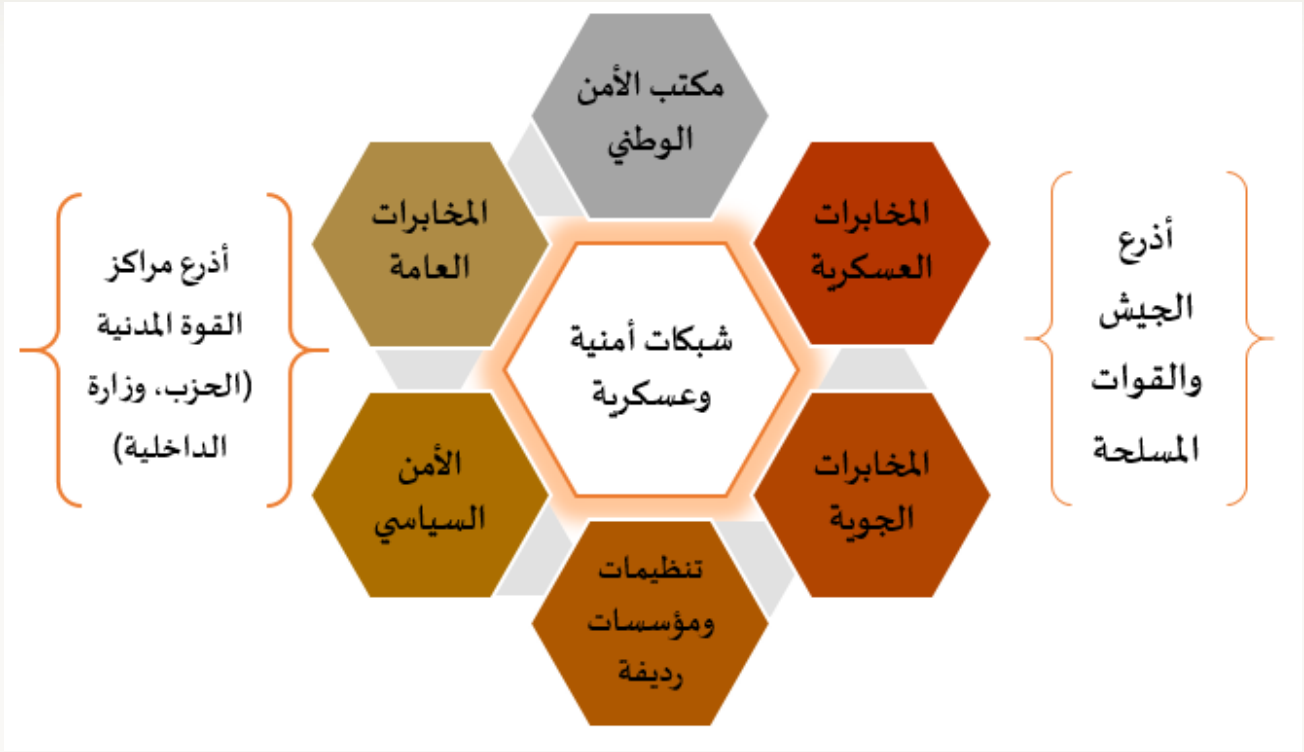 مكتب الأمن
الوطني
المخابرات
العسكرية
المخابرات
العامة
أذرع
الجيش
والقوات
المسلحة
أذرع مراكز
القوة المدنية
(الحزب، وزارة
الداخلية)
شبكات أمنية
وعسكرية
المخابرات
الجوية
الأمن
السياسي
تنظيمات
ومؤسسات
رديفة